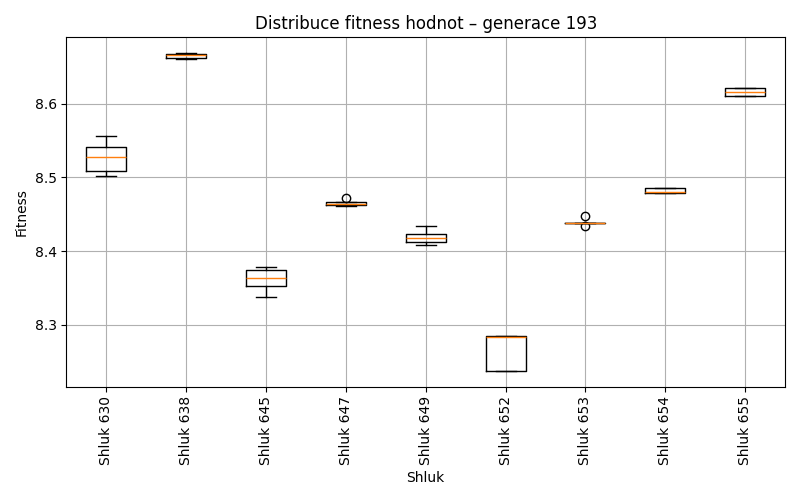 Distribuce fitness hodnot – generace 193
Fitness
8.6
8.5
8.4
8.3
Shluk 630
Shluk 638
Shluk 645
Shluk 647
Shluk 649
Shluk 652
Shluk 653
Shluk 654
Shluk 655
Shluk